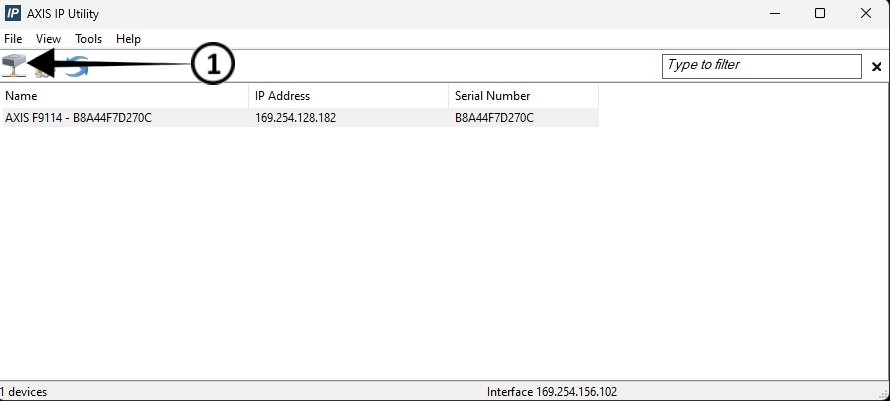 IP AXIS IP Utility
File View Tools Help
1
Type to filter
Name IP Address Serial Number
AXIS F9114 - B8A44F7D270C 169.254.128.182 B8A44F7D270C
1 devices Interface 169.254.156.102